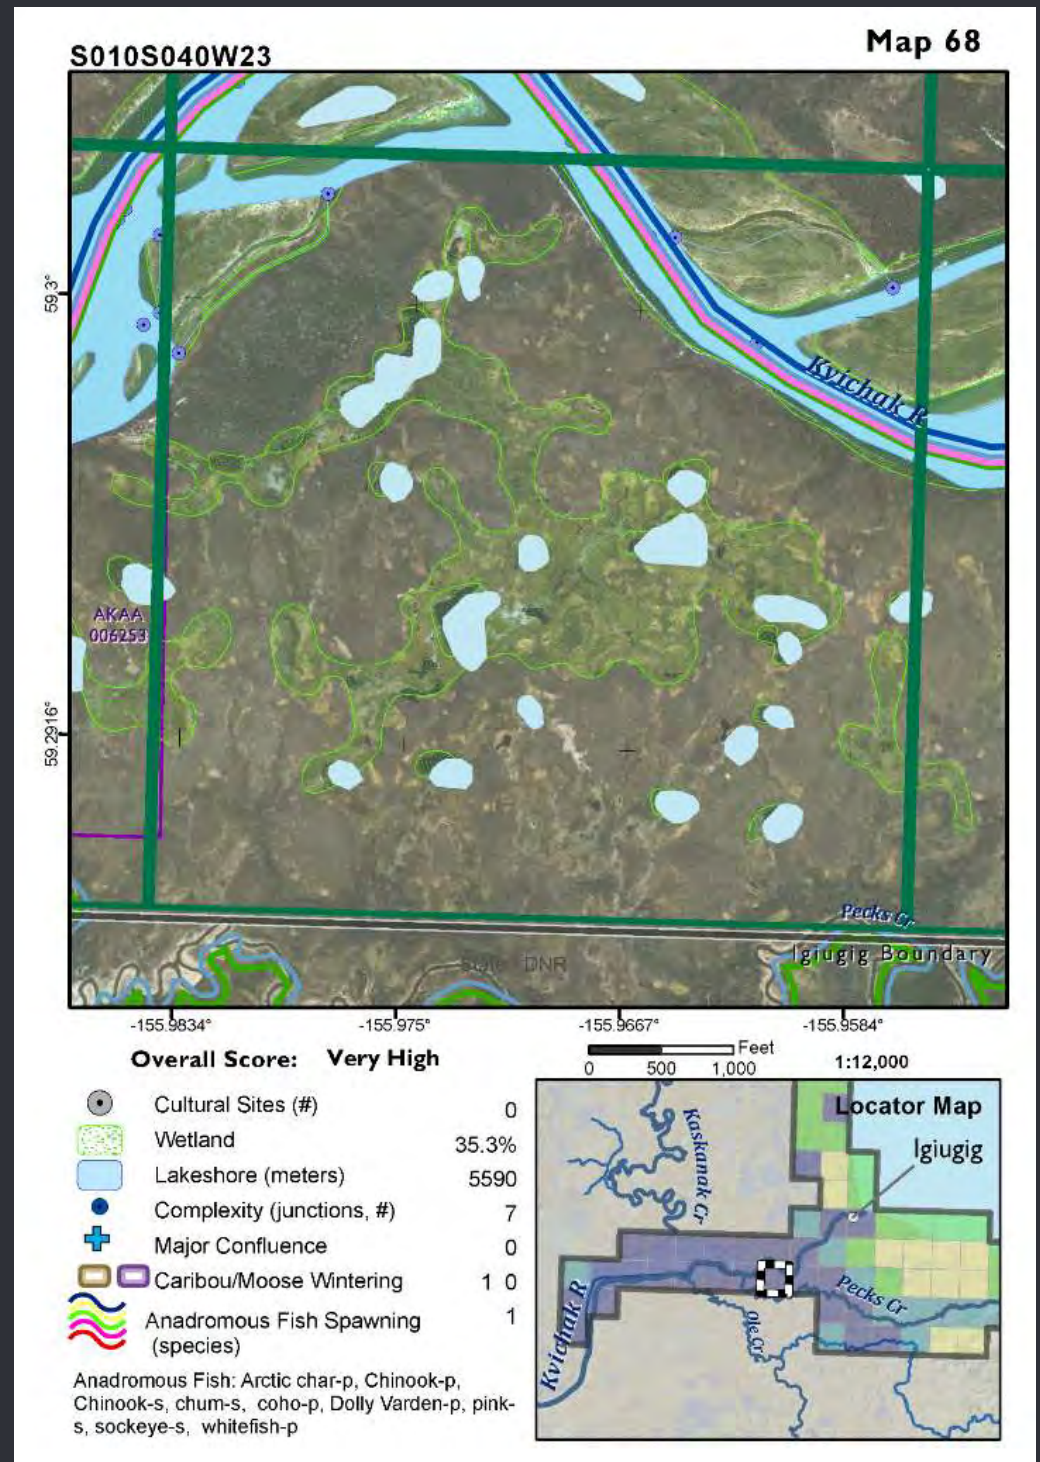 Map 68
S010S040W23
59.3°
59.2916°
Kvichak R
AKAA
006253
Pecks Cr
Igiugig Boundary
State DNR
-155.9834°
-155.975°
-155.9667°
-155.9584°
Overall Score: Very High
Feet
0 500 1,000
1:12,000
Cultural Sites (#) 0
Wetland 35.3%
Lakeshore (meters) 5590
Complexity (junctions, #) 7
Major Confluence 0
Caribou/Moose Wintering 1 0
Anadromous Fish Spawning 1
(species)
Anadromous Fish: Arctic char-p, Chinook-p,
Chinook-s, chum-s, coho-p, Dolly Varden-p, pink-
s, sockeye-s, whitefish-p
Locator Map
Igiugig
Kaskanak Cr
Pecks Cr
Ole Cr
Kvichak R